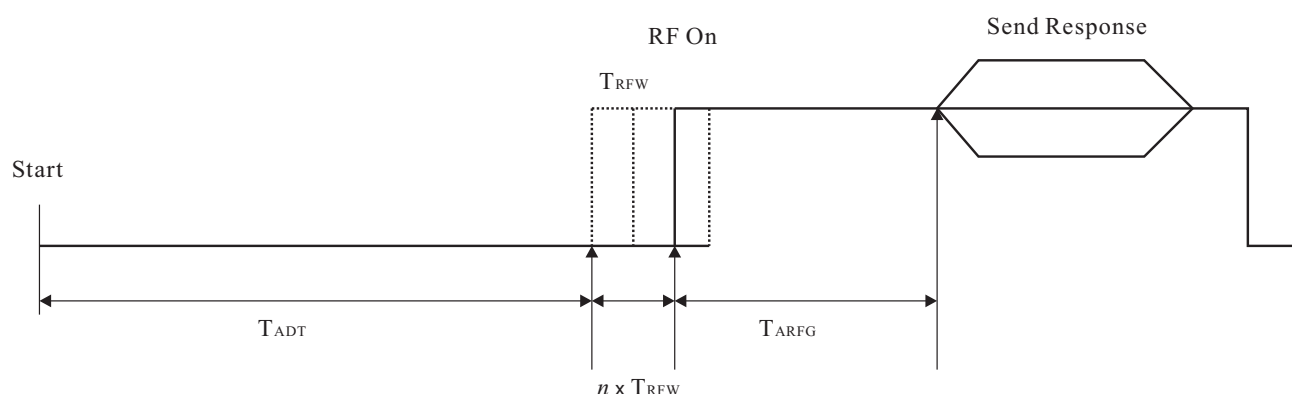 Send Response
RF On
TRFW
Start
TADT
TARFG
n x TRFW